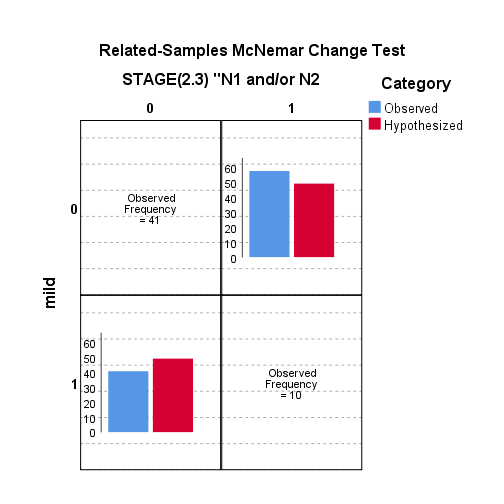 Related-Samples McNemar Change Test
STAGE(2.3) "N1 and/or N2
Category
Observed
Hypothesized
0 1
0
Observed
Frequency
= 41
60
50
40
30
20
10
0
mild
1
60
50
40
30
20
10
0
Observed
Frequency
= 10